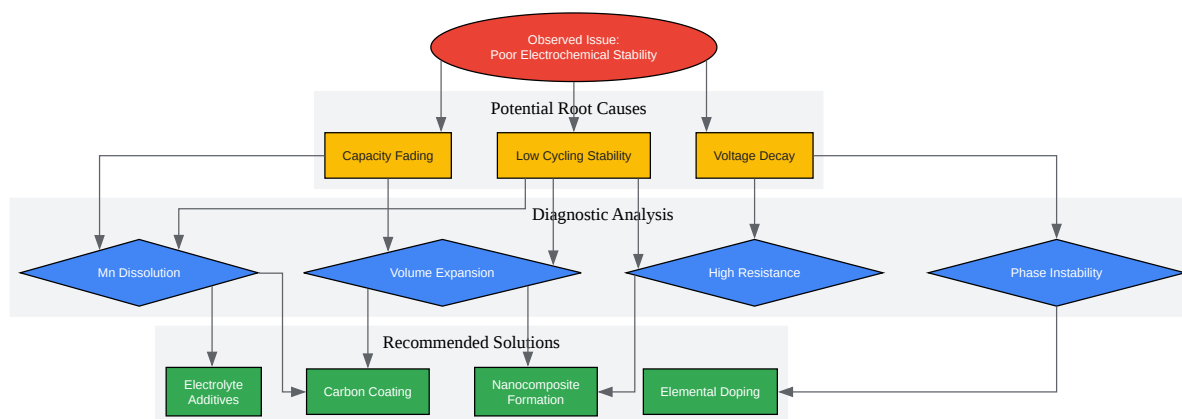 Observed Issue:
Poor Electrochemical Stability
Potential Root Causes
Capacity Fading
Low Cycling Stability
Voltage Decay
Diagnostic Analysis
Mn Dissolution
Volume Expansion
High Resistance
Phase Instability
Recommended Solutions
Electrolyte
Additives
Carbon Coating
Nanocomposite
Formation
Elemental Doping